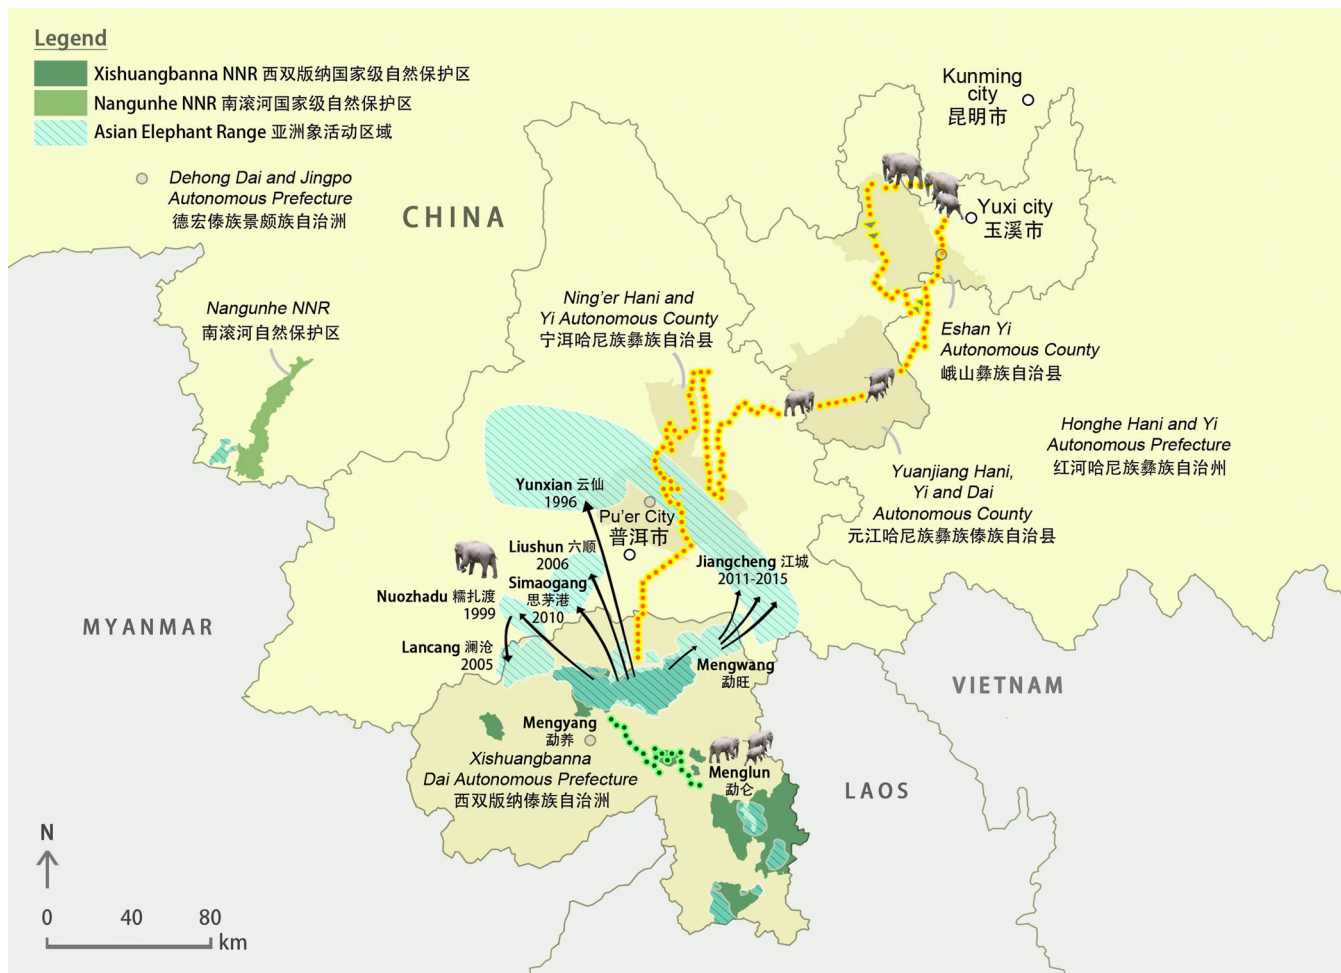 Legend
Xishuangbanna NNR 西双版纳国家级自然保护区
Nangunhe NNR 南滚河国家级自然保护区
Asian Elephant Range 亚洲象活动区域
Dehong Dai and Jingpo
Autonomous Prefecture
德宏傣族景颇族自治洲
CHINA
Kunming
city
昆明市
Yuxi city
玉溪市
Nangunhe NNR
南滚河自然保护区
Ning'er Hani and
Yi Autonomous County
宁洱哈尼族彝族自治县
Eshan Yi
Autonomous County
峨山彝族自治县
Honghe Hani and Yi
Autonomous Prefecture
红河哈尼族彝族自治州
Yuanjiang Hani,
Yi and Dai
Autonomous County
元江哈尼族彝族傣族自治县
Yunxian 云仙
1996
Pu'er City
普洱市
Liushun 六顺
2006
Simaogang
思茅港
2010
Jiangcheng 江城
2011-2015
Nuozhadu 糯扎渡
1999
Lancang 澜沧
2005
Mengwang
勐旺
MYANMAR
VIETNAM
LAOS
Mengyang
勐养
Xishuangbanna
Dai Autonomous Prefecture
西双版纳傣族自治洲
Menglun
勐仑
N
0 40 80
km